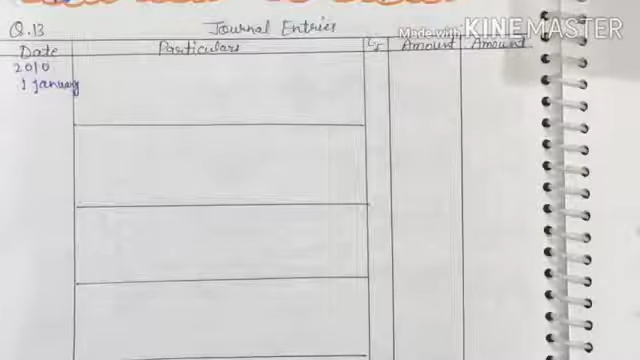 Q.13 Journal Entries
Made with KINEMASTER
Date Particulars L.F Amount Amount
2010
1 January